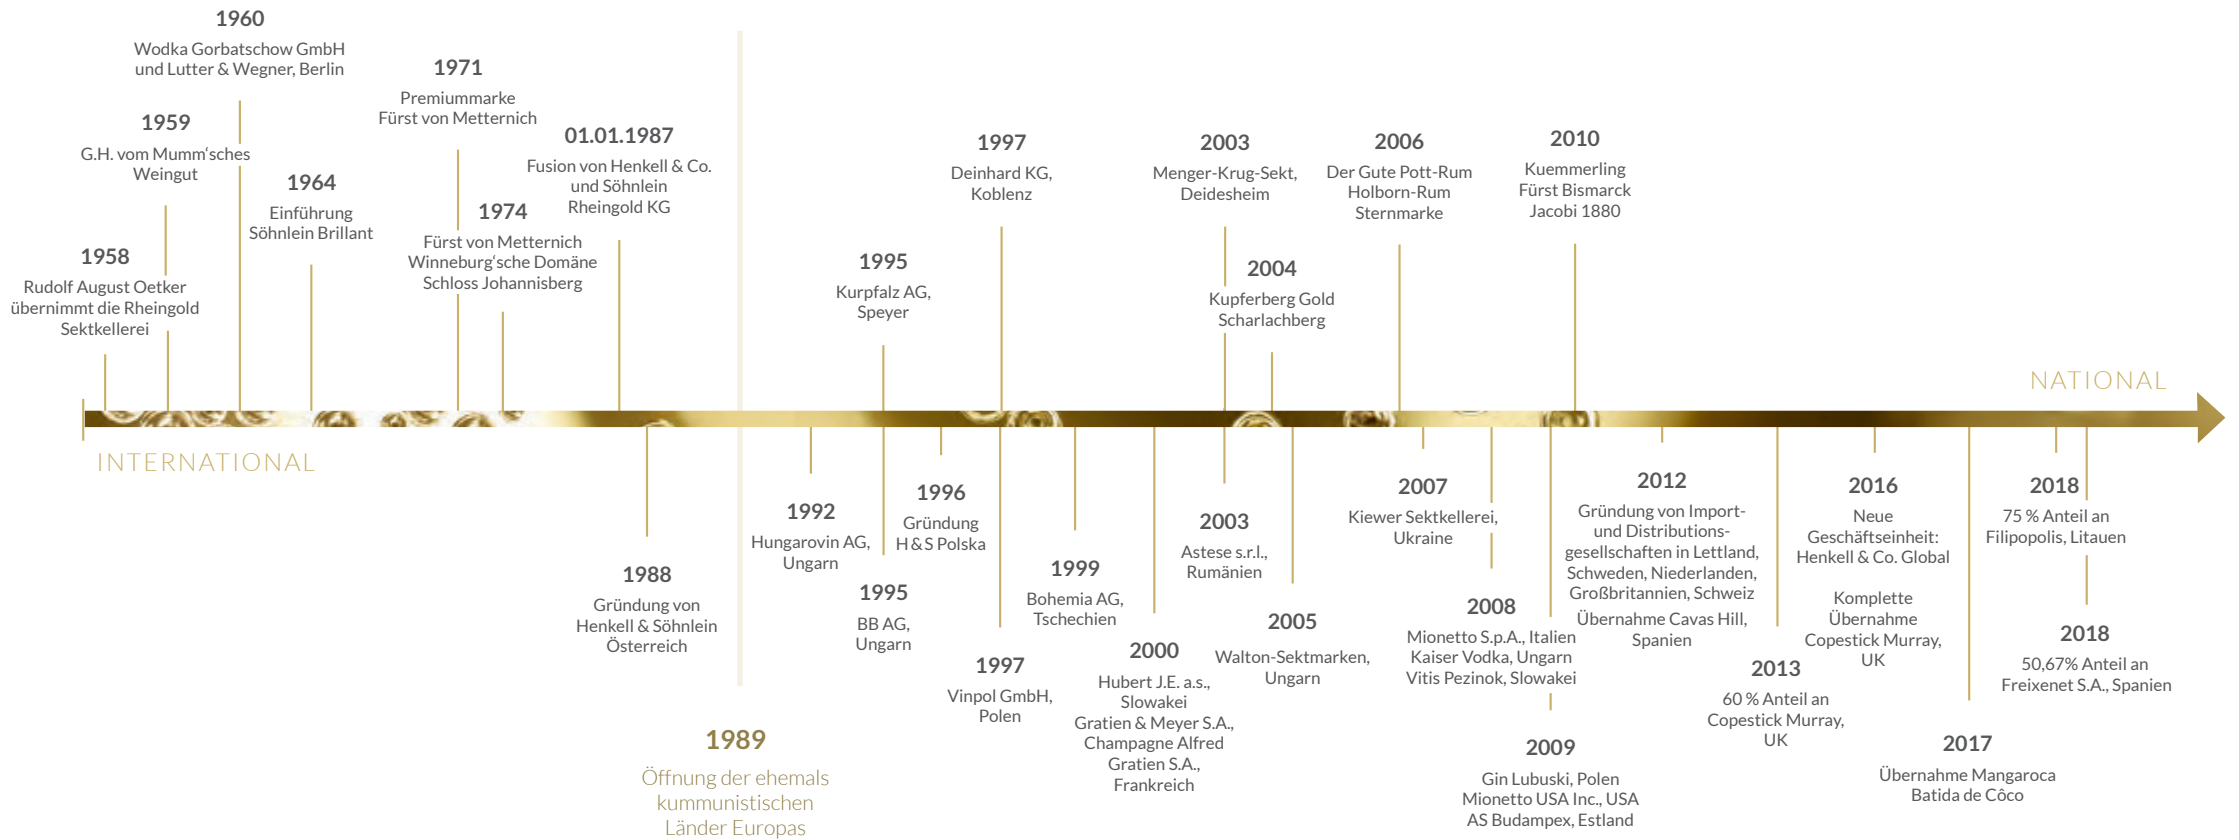 1960
Wodka Gorbatschow GmbH
und Lutter & Wegner, Berlin
1971
Premiummarke
Fürst von Metternich
1959
G.H. vom Mumm‘sches
Weingut
01.01.1987
Fusion von Henkell & Co.
und Söhnlein
Rheingold KG
1964
Einführung
Söhnlein Brillant
1974
Fürst von Metternich
Winneburg‘sche Domäne
Schloss Johannisberg
1958
Rudolf August Oetker
übernimmt die Rheingold
Sektkellerei
1995
Kurpfalz AG,
Speyer
1997
Deinhard KG,
Koblenz
2003
Menger-Krug-Sekt,
Deidesheim
2004
Kupferberg Gold
Scharlachberg
2006
Der Gute Pott-Rum
Holborn-Rum
Sternmarke
2010
Kuemmerling
Fürst Bismarck
Jacobi 1880
NATIONAL
INTERNATIONAL
1988
Gründung von
Henkell & Söhnlein
Österreich
1989
Öffnung der ehemals
kummunistischen
Länder Europas
1992
Hungarovin AG,
Ungarn
1995
BB AG,
Ungarn
1996
Gründung
H & S Polska
1997
Vinpol GmbH,
Polen
1999
Bohemia AG,
Tschechien
2000
Hubert J.E. a.s.,
Slowakei
Gratien & Meyer S.A.,
Champagne Alfred
Gratien S.A.,
Frankreich
2003
Astese s.r.l.,
Rumänien
2005
Walton-Sektmarken,
Ungarn
2007
Kiewer Sektkellerei,
Ukraine
2008
Mionetto S.p.A., Italien
Kaiser Vodka, Ungarn
Vitis Pezinok, Slowakei
2009
Gin Lubuski, Polen
Mionetto USA Inc., USA
AS Budampex, Estland
2012
Gründung von Import-
und Distributions-
gesellschaften in Lettland,
Schweden, Niederlanden,
Großbritannien, Schweiz
Übernahme Cavas Hill,
Spanien
2013
60 % Anteil an
Copestick Murray,
UK
2016
Neue
Geschäftseinheit:
Henkell & Co. Global
Komplette
Übernahme
Copestick Murray,
UK
2017
Übernahme Mangaroca
Batida de Côco
2018
75 % Anteil an
Filipopolis, Litauen
2018
50,67% Anteil an
Freixenet S.A., Spanien